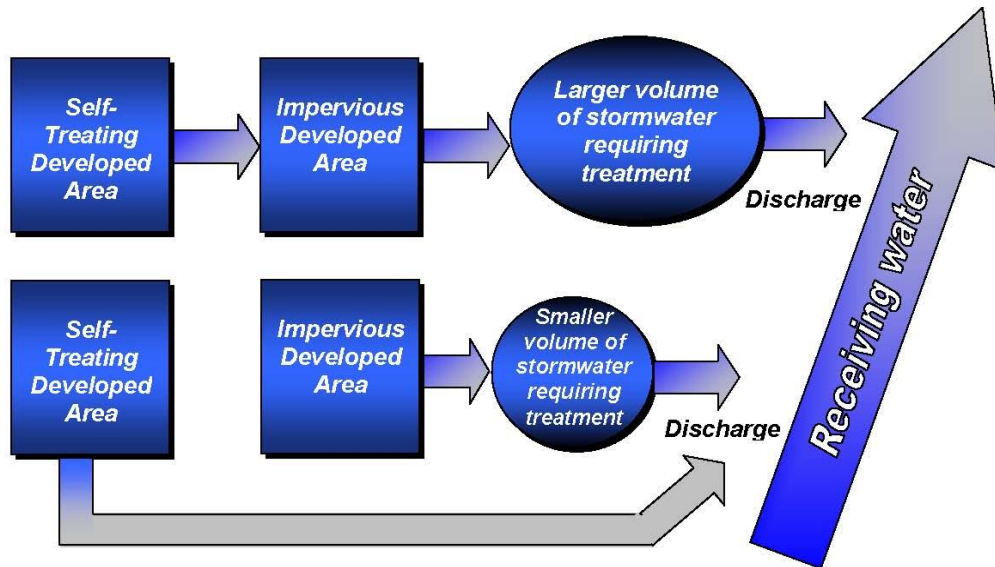 Self-
Treating
Developed
Area
Impervious
Developed
Area
Larger volume
of stormwater
requiring
treatment
Discharge
Self-
Treating
Developed
Area
Impervious
Developed
Area
Smaller
volume of
stormwater
requiring
treatment
Discharge
Receiving water